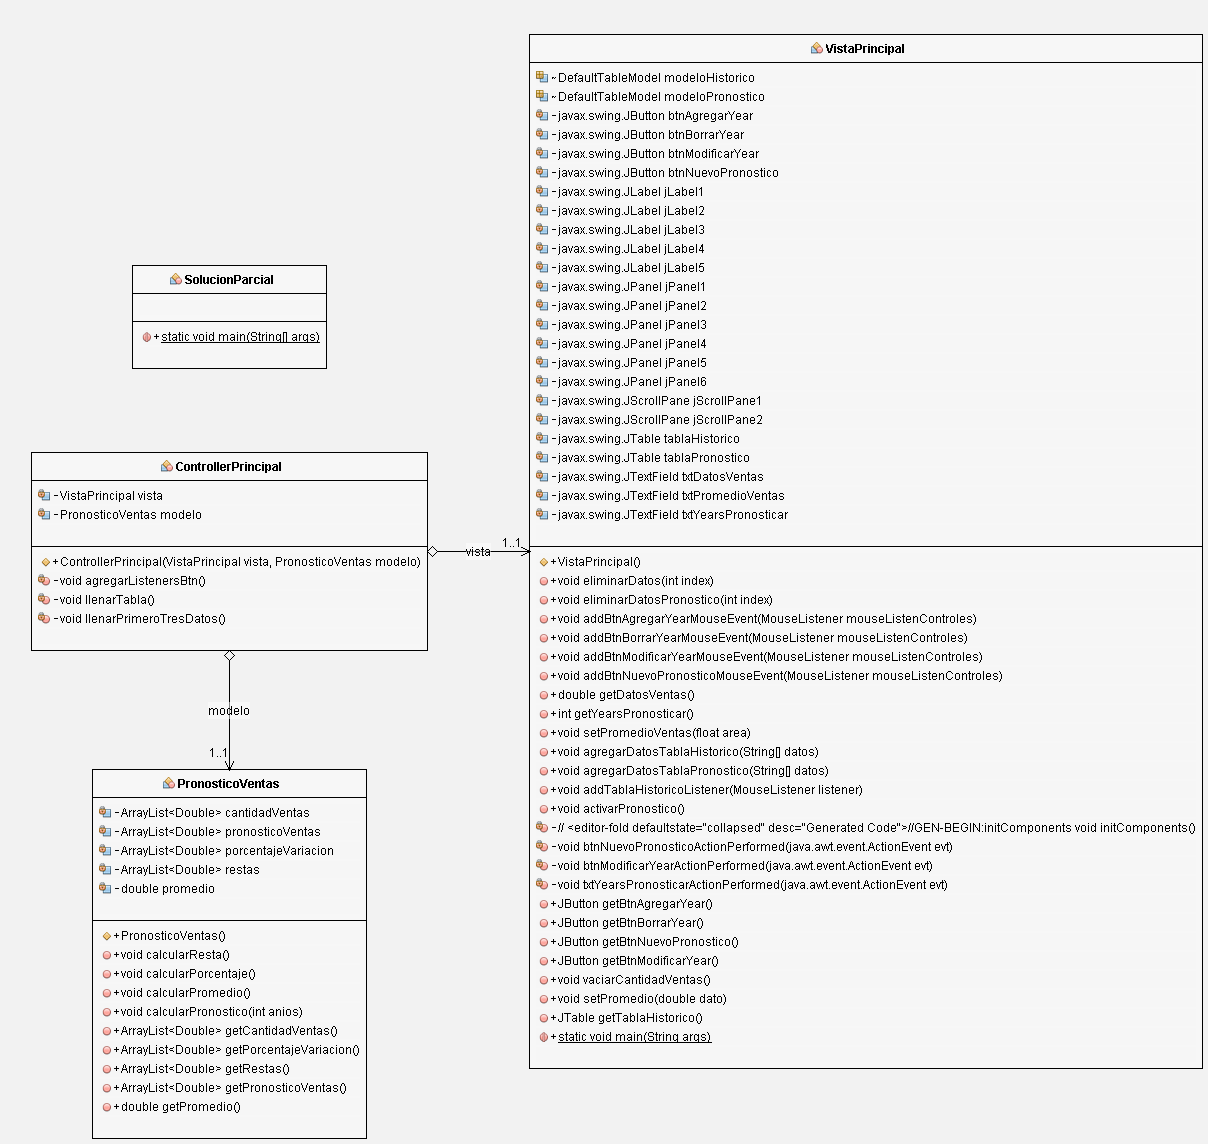 VistaPrincipal
~DefaultTableModel modeloHistorico
~DefaultTableModel modeloPronostico
-javax.swing.JButton btnAgregarYear
-javax.swing.JButton btnBorrarYear
-javax.swing.JButton btnModificarYear
-javax.swing.JButton btnNuevoPronostico
-javax.swing.JLabel jLabel1
-javax.swing.JLabel jLabel2
-javax.swing.JLabel jLabel3
-javax.swing.JLabel jLabel4
-javax.swing.JLabel jLabel5
-javax.swing.JPanel jPanel1
-javax.swing.JPanel jPanel2
-javax.swing.JPanel jPanel3
-javax.swing.JPanel jPanel4
-javax.swing.JPanel jPanel5
-javax.swing.JPanel jPanel6
-javax.swing.JScrollPane jScrollPane1
-javax.swing.JScrollPane jScrollPane2
-javax.swing.JTable tablaHistorico
-javax.swing.JTable tablaPronostico
-javax.swing.JTextField txtDatosVentas
-javax.swing.JTextField txtPromedioVentas
-javax.swing.JTextField txtYearsPronosticar
+VistaPrincipal()
+void eliminarDatos(int index)
+void eliminarDatosPronostico(int index)
+void addBtnAgregarYearMouseEvent(MouseListener mouseListenControles)
+void addBtnBorrarYearMouseEvent(MouseListener mouseListenControles)
+void addBtnModificarYearMouseEvent(MouseListener mouseListenControles)
+void addBtnNuevoPronosticoMouseEvent(MouseListener mouseListenControles)
+double getDatosVentas()
+int getYearsPronosticar()
+void setPromedioVentas(float area)
+void agregarDatosTablaHistorico(String[] datos)
+void agregarDatosTablaPronostico(String[] datos)
+void addTablaHistoricoListener(MouseListener listener)
+void activarPronostico()
-// <editor-fold defaultstate="collapsed" desc="Generated Code">//GEN-BEGIN:initComponents void initComponents()
-void btnNuevoPronosticoActionPerformed(java.awt.event.ActionEvent evt)
-void btnModificarYearActionPerformed(java.awt.event.ActionEvent evt)
-void txtYearsPronosticarActionPerformed(java.awt.event.ActionEvent evt)
+JButton getBtnAgregarYear()
+JButton getBtnBorrarYear()
+JButton getBtnNuevoPronostico()
+JButton getBtnModificarYear()
+void vaciarCantidadVentas()
+void setPromedio(double dato)
+JTable getTablaHistorico()
+static void main(String args)
SolucionParcial
+static void main(String[] args)
ControllerPrincipal
-VistaPrincipal vista
-PronosticoVentas modelo
+ControllerPrincipal(VistaPrincipal vista, PronosticoVentas modelo)
-void agregarListenersBtn()
-void llenarTabla()
-void llenarPrimeroTresDatos()
vista
1..1
modelo
1..1
PronosticoVentas
-ArrayList<Double> cantidadVentas
-ArrayList<Double> pronosticoVentas
-ArrayList<Double> porcentajeVariacion
-ArrayList<Double> restas
-double promedio
+PronosticoVentas()
+void calcularResta()
+void calcularPorcentaje()
+void calcularPromedio()
+void calcularPronostico(int anios)
+ArrayList<Double> getCantidadVentas()
+ArrayList<Double> getPorcentajeVariacion()
+ArrayList<Double> getRestas()
+ArrayList<Double> getPronosticoVentas()
+double getPromedio()